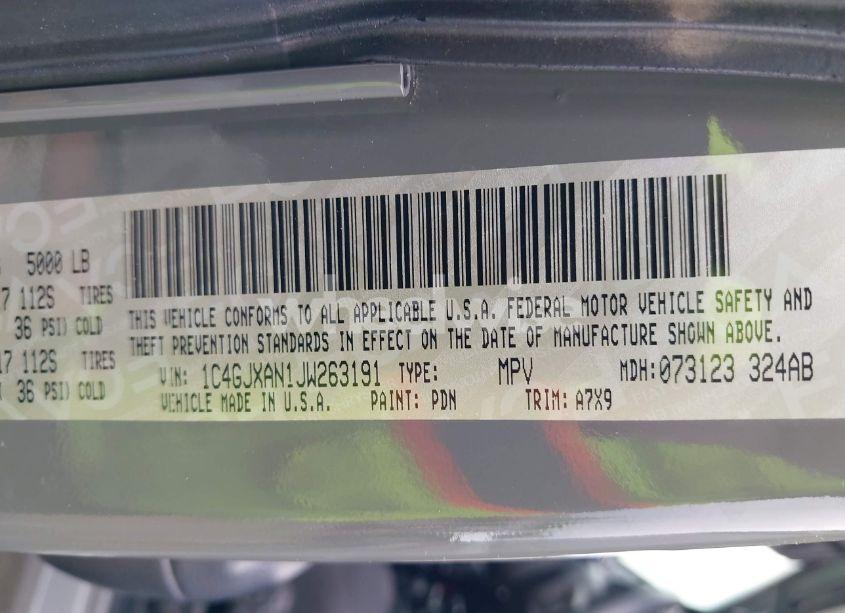 5000 LB
7 112S TIRES
36 PSI) COLD
17 112S TIRES
36 PSI) COLD
THIS VEHICLE CONFORMS TO ALL APPLICABLE U.S.A. FEDERAL MOTOR VEHICLE SAFETY AND
THEFT PREVENTION STANDARDS IN EFFECT ON THE DATE OF MANUFACTURE SHOWN ABOVE.
VIN: 1C4GJXAN1JW263191 TYPE: MPV MDH:073123 324AB
VEHICLE MADE IN U.S.A. PAINT: PDN TRIM: A7X9